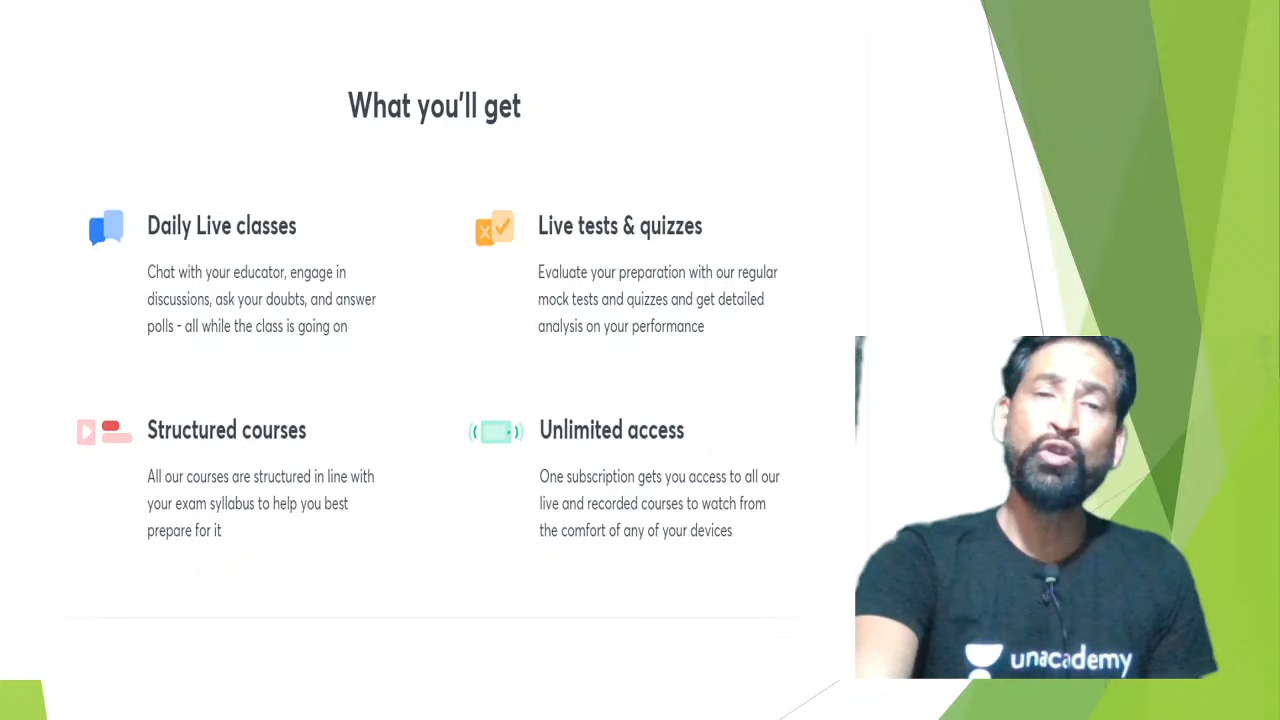 What you'll get
Daily Live classes
Chat with your educator, engage in
discussions, ask your doubts, and answer
polls - all while the class is going on
Live tests & quizzes
Evaluate your preparation with our regular
mock tests and quizzes and get detailed
analysis on your performance
Structured courses
All our courses are structured in line with
your exam syllabus to help you best
prepare for it
Unlimited access
One subscription gets you access to all our
live and recorded courses to watch from
the comfort of any of your devices
unacademy